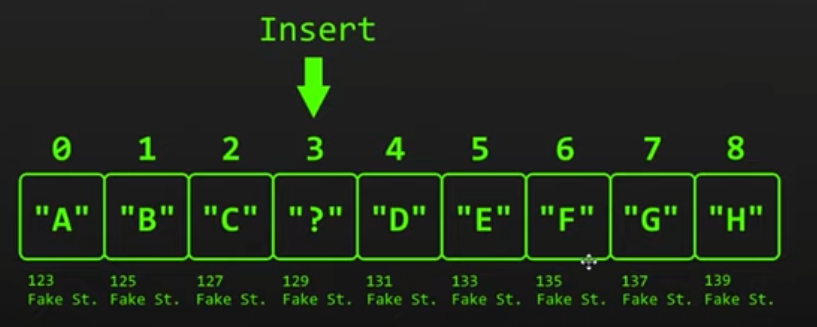 Insert
0 1 2 3 4 5 6 7 8
"A" "B" "C" "?" "D" "E" "F" "G" "H"
123 125 127 129 131 133 135 137 139
Fake St. Fake St. Fake St. Fake St. Fake St. Fake St. Fake St. Fake St. Fake St.